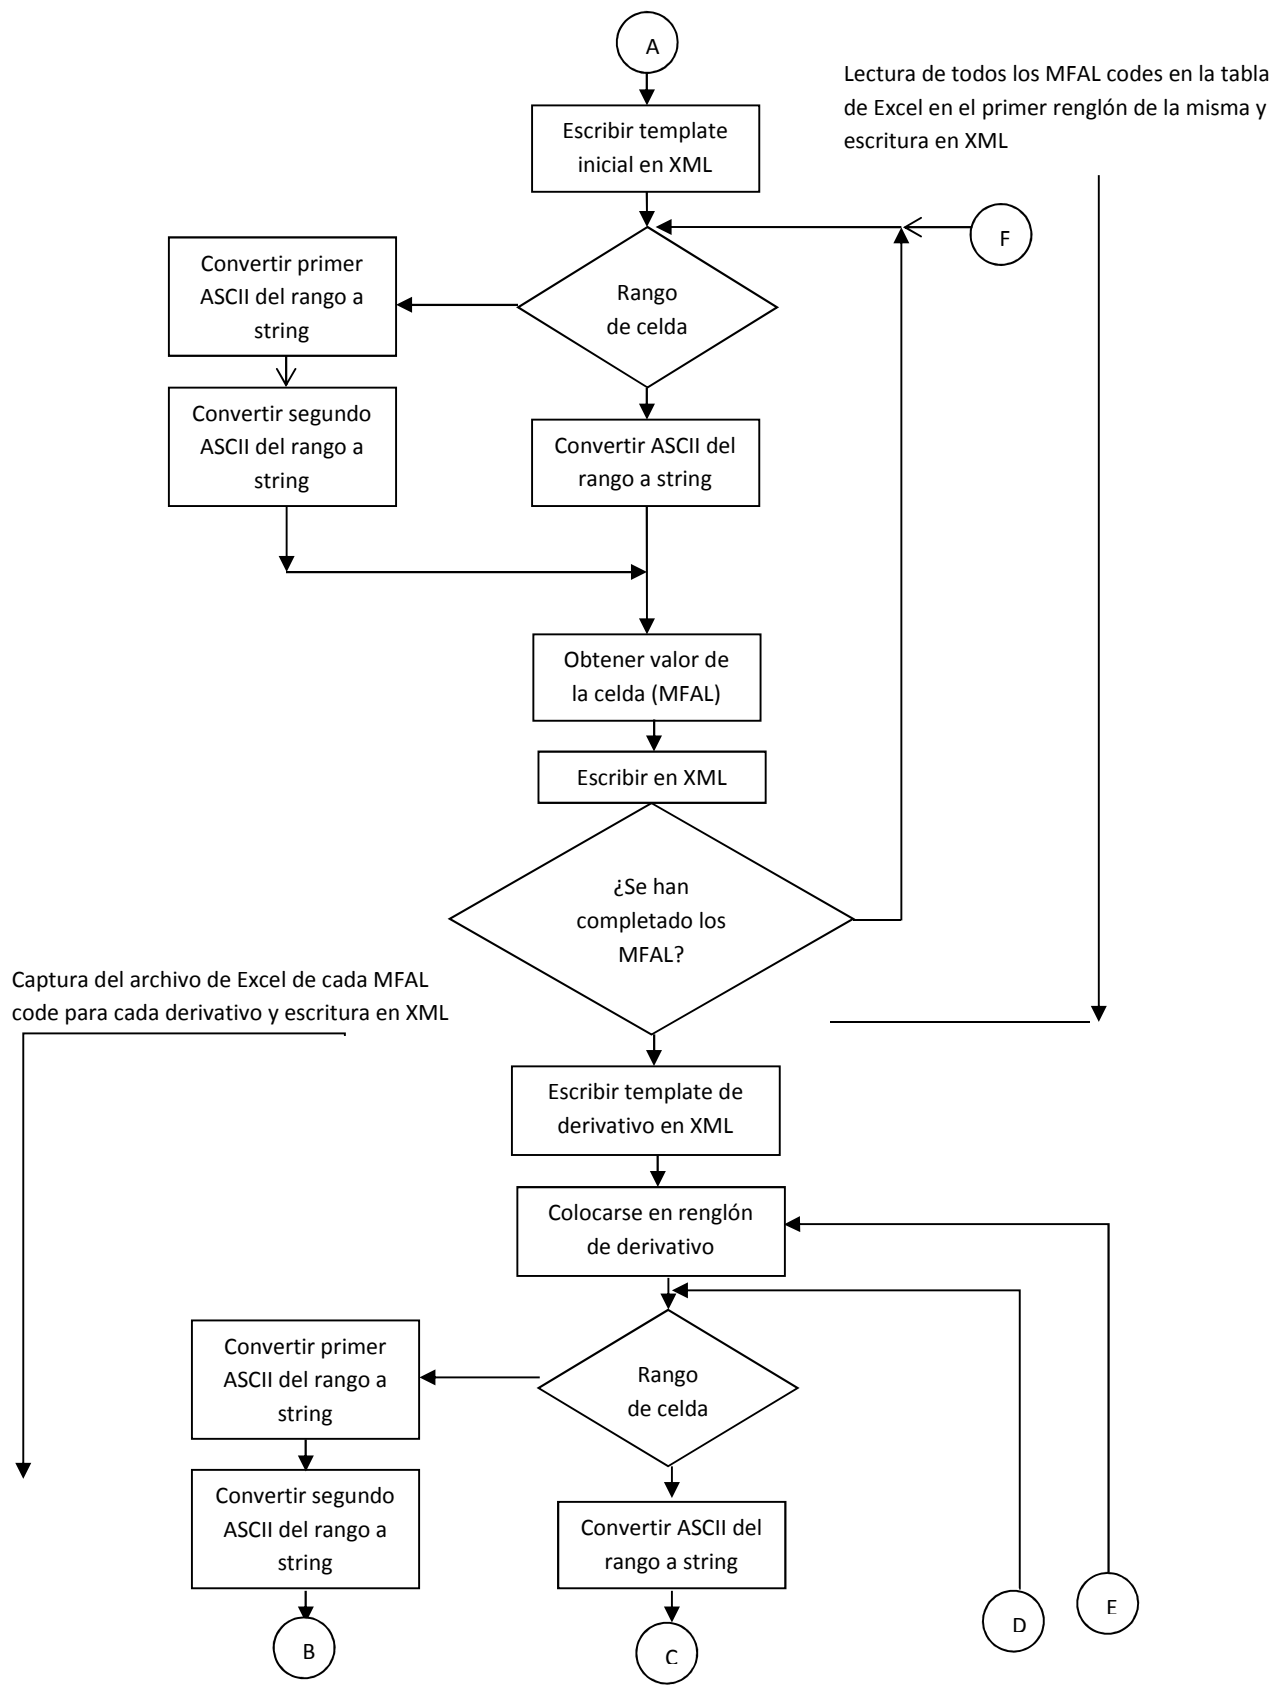 A
Lectura de todos los MFAL codes en la tabla
de Excel en el primer renglón de la misma y
escritura en XML
Escribir template
inicial en XML
F
Convertir primer
ASCII del rango a
string
Rango
de celda
Convertir segundo
ASCII del rango a
string
Convertir ASCII del
rango a string
Obtener valor de
la celda (MFAL)
Escribir en XML
¿Se han
completado los
MFAL?
Captura del archivo de Excel de cada MFAL
code para cada derivativo y escritura en XML
Escribir template de
derivativo en XML
Colocarse en renglón
de derivativo
Convertir primer
ASCII del rango a
string
Rango
de celda
Convertir segundo
ASCII del rango a
string
Convertir ASCII del
rango a string
B
C
D
E